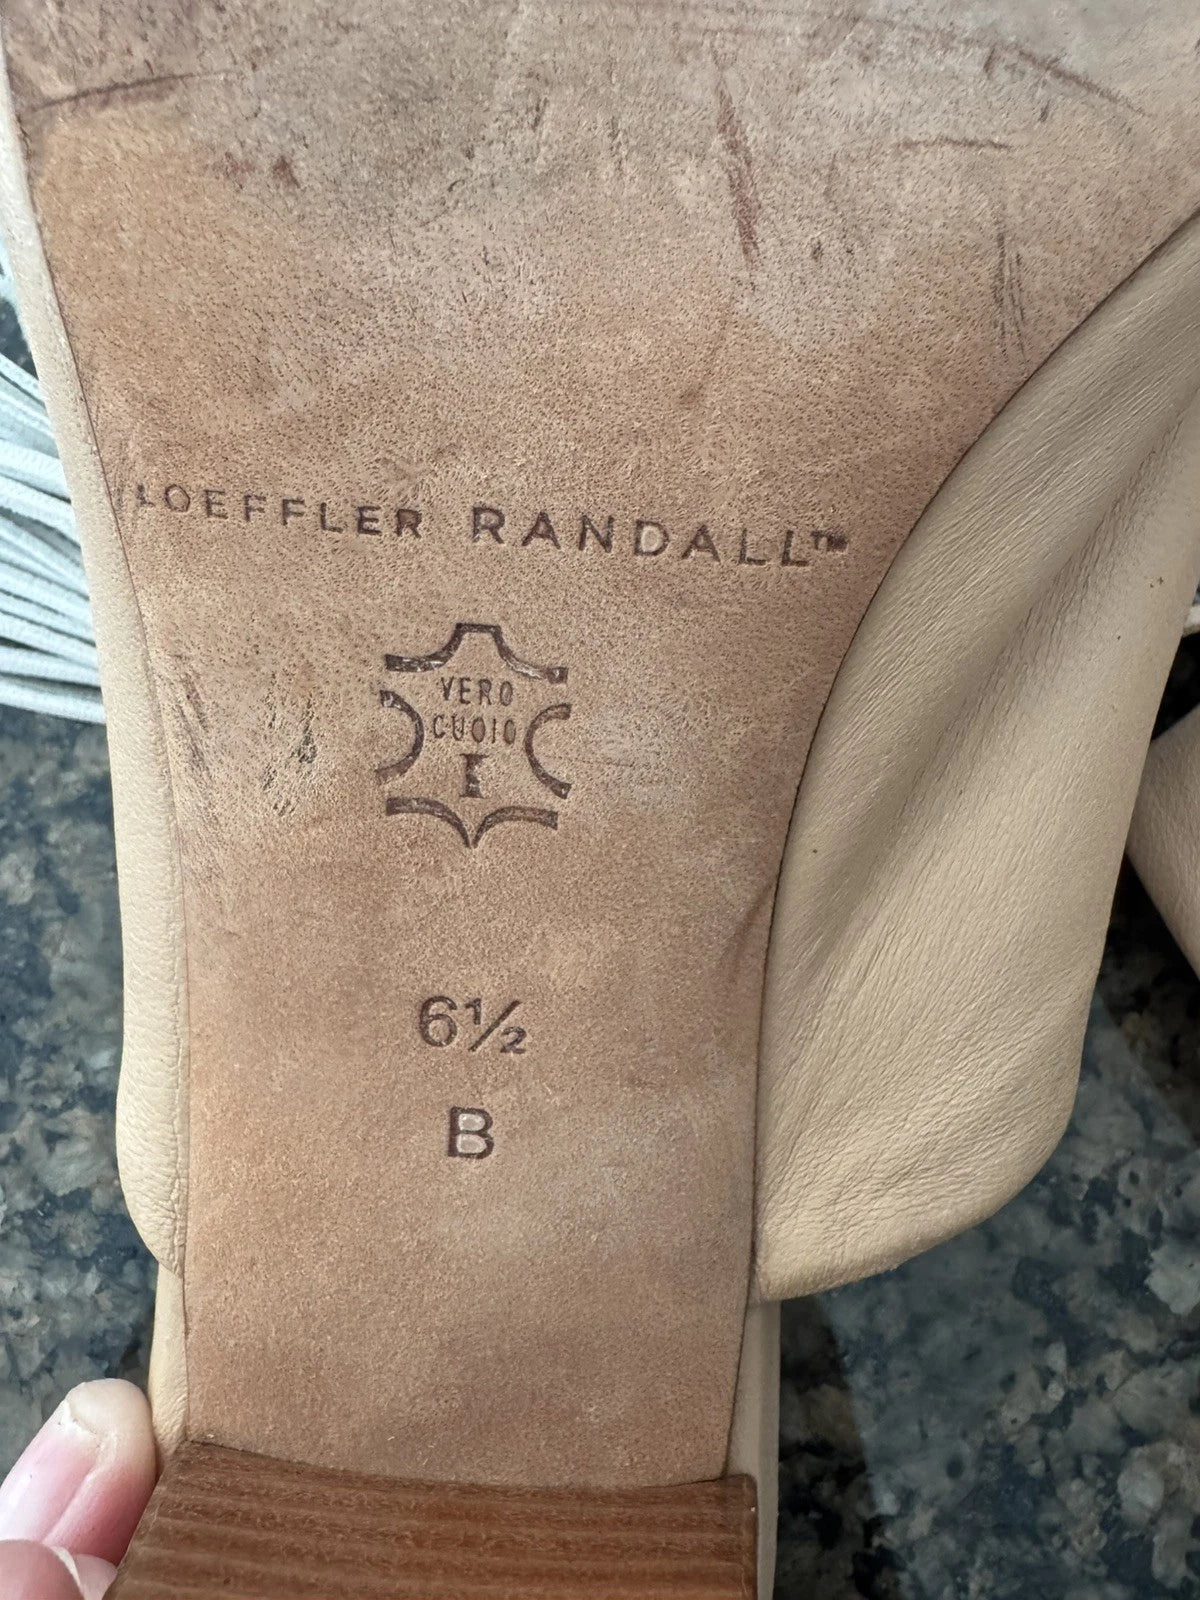 LOEFFLER RANDALL™
VERO
CUOIO
6½
B